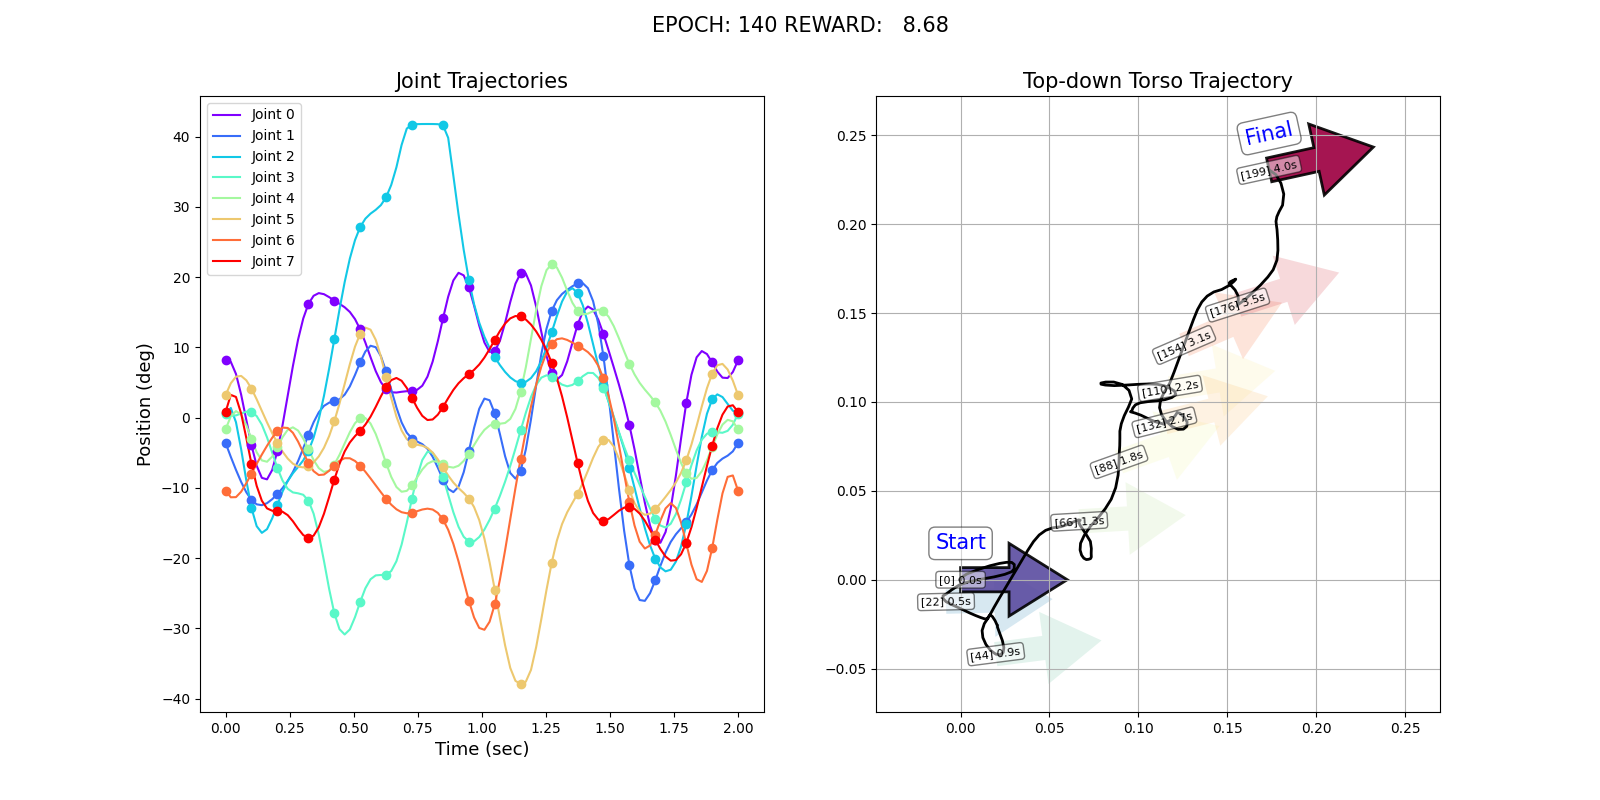 EPOCH: 140 REWARD:   8.68
Joint Trajectories
Position (deg)
40
30
20
10
0
−10
−20
−30
−40
Joint 0
Joint 1
Joint 2
Joint 3
Joint 4
Joint 5
Joint 6
Joint 7
0.00 0.25 0.50 0.75 1.00 1.25 1.50 1.75 2.00
Time (sec)
Top-down Torso Trajectory
0.25
0.20
0.15
0.10
0.05
0.00
−0.05
Final
[199] 4.0s
[176] 3.5s
[154] 3.1s
[110] 2.2s
[132] 2.7s
[88] 1.8s
[66] 1.3s
Start
[0] 0.0s
[22] 0.5s
[44] 0.9s
0.00 0.05 0.10 0.15 0.20 0.25